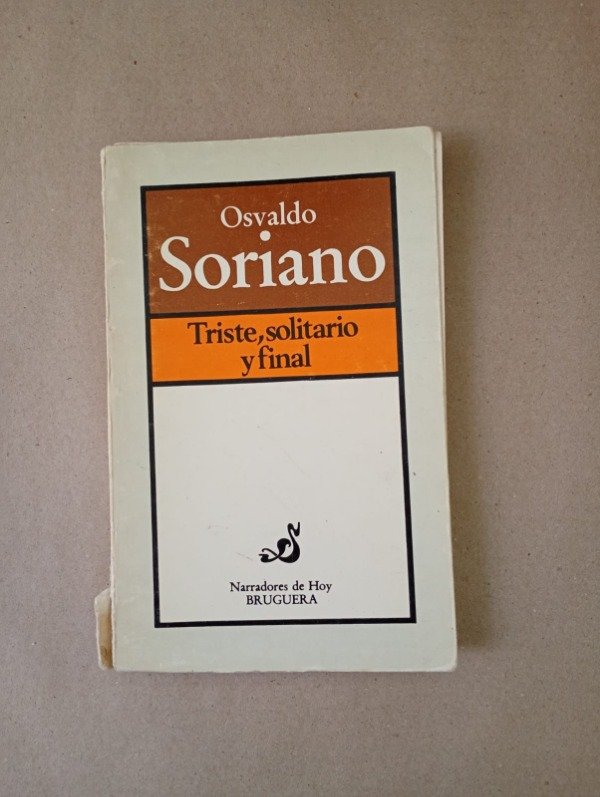 Osvaldo
Soriano
Triste, solitario
y final
Narradores de Hoy
BRUGUERA